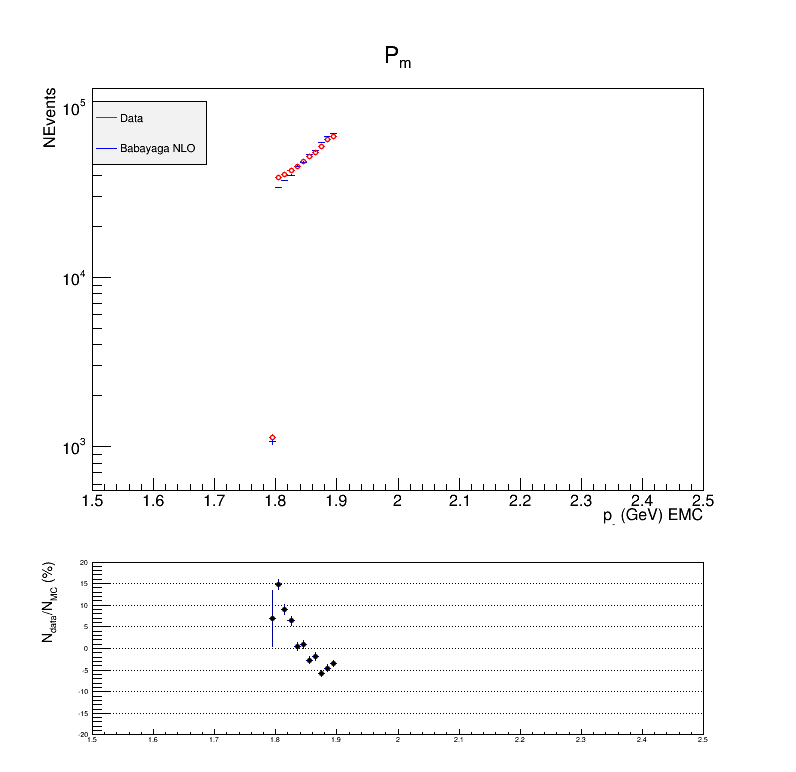 P_m
NEvents
10^5
Data
Babayaga NLO
10^4
10^3
1.5 1.6 1.7 1.8 1.9 2 2.1 2.2 2.3 2.4 2.5
p_- (GeV) EMC
N_data/N_MC (%)
20
15
10
5
0
-5
-10
-15
-20
1.5 1.6 1.7 1.8 1.9 2 2.1 2.2 2.3 2.4 2.5